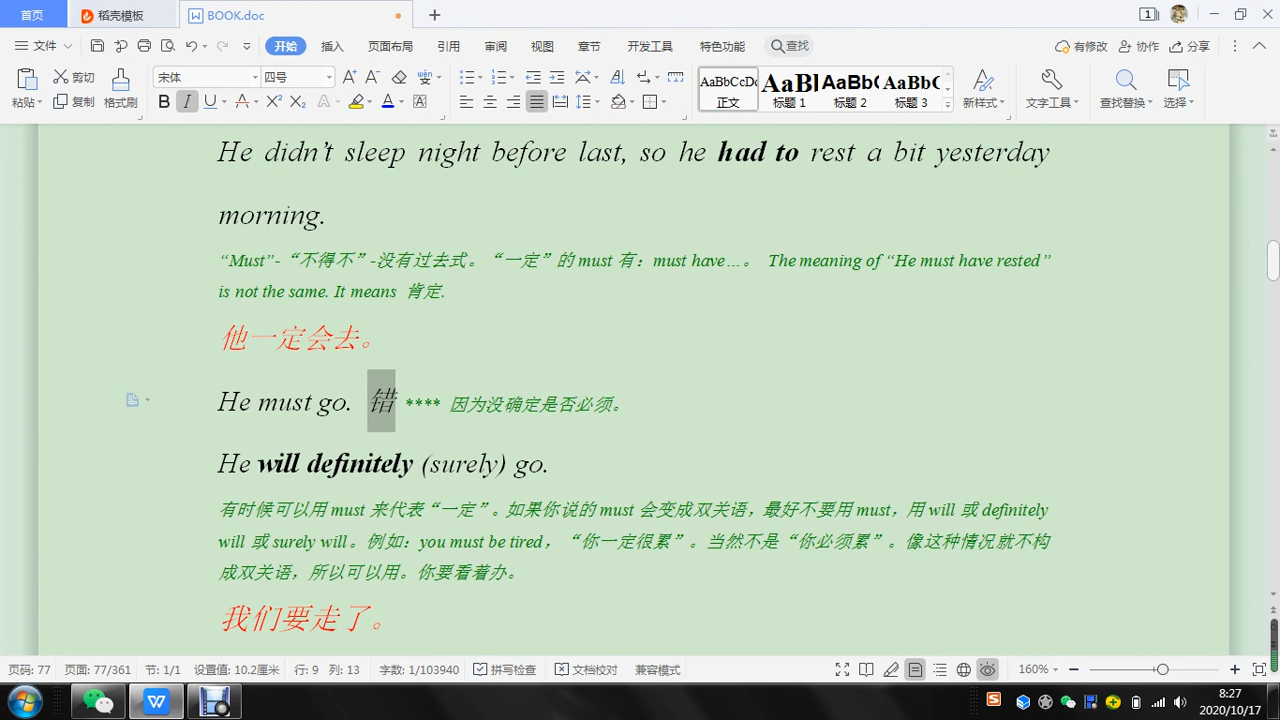 首页
稻壳模板
BOOK.doc
1
文件
开始
插入
页面布局
引用
审阅
视图
章节
开发工具
特色功能
查找
有修改
协作
分享
粘贴
剪切
复制
格式刷
宋体
四号
AaBbCcDd
正文
AaBl
标题 1
AaBb(
标题 2
AaBbC
标题 3
新样式
文字工具
查找替换
选择
He didn't sleep night before last, so he had to rest a bit yesterday
morning.
“Must”-“不得不”-没有过去式。“一定”的 must 有：must have…。 The meaning of “He must have rested”
is not the same. It means 肯定.
他一定会去。
He must go. 错 **** 因为没确定是否必须。
He will definitely (surely) go.
有时候可以用 must 来代表“一定”。如果你说的 must 会变成双关语，最好不要用 must，用 will 或 definitely
will 或 surely will。例如：you must be tired，“你一定很累”。当然不是“你必须累”。像这种情况就不构
成双关语，所以可以用。你要看着办。
我们要走了。
页码: 77 页面: 77/361 节: 1/1 设置值: 10.2厘米 行: 9 列: 13 字数: 1/103940 拼写检查 文档校对 兼容模式 160%
8:27
2020/10/17